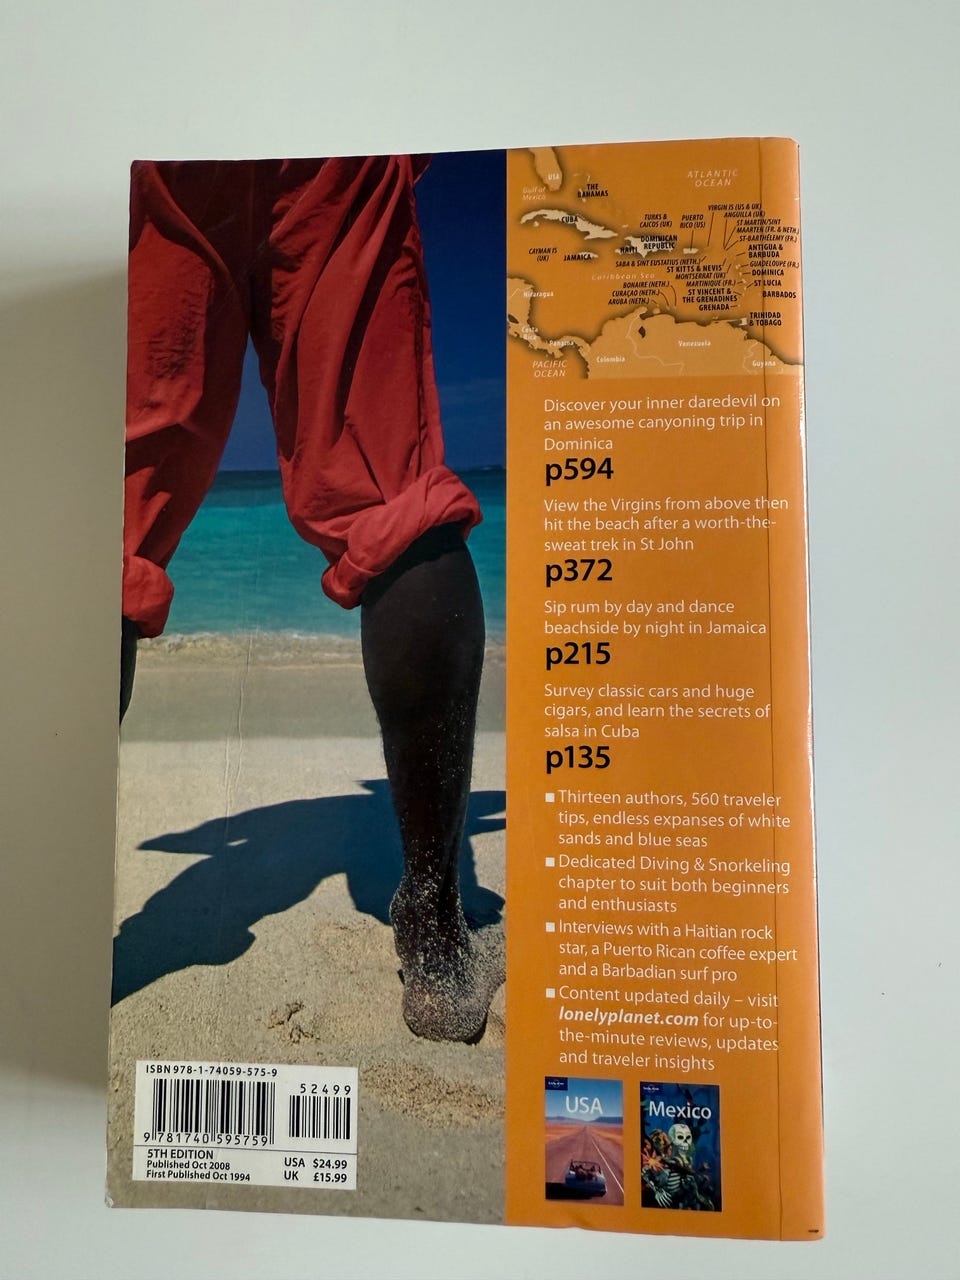 USA
ATLANTIC
OCEAN
Gulf of
Mexico
THE
BAHAMAS
CUBA
TURKS &
CAICOS (UK)
PUERTO
RICO (US)
VIRGIN IS (US & UK)
ANGUILLA (UK)
ST MARTIN/SINT
MAARTEN (FR. & NETH.)
ST-BARTHÉLEMY (FR.)
DOMINICAN
REPUBLIC
HAITI
CAYMAN IS
(UK)
JAMAICA
ANTIGUA &
BARBUDA
SABA & SINT EUSTATIUS (NETH.)
ST KITTS & NEVIS
GUADELOUPE (FR.)
MONTSERRAT (UK)
DOMINICA
Caribbean Sea
MARTINIQUE (FR.)
ST LUCIA
BONAIRE (NETH.)
CURAÇAO (NETH.)
ARUBA (NETH.)
ST VINCENT &
THE GRENADINES
BARBADOS
GRENADA
Nicaragua
TRINIDAD
& TOBAGO
Costa
Rica
Panama
Venezuela
Colombia
Guyana
PACIFIC
OCEAN
Discover your inner daredevil on
an awesome canyoning trip in
Dominica
p594
View the Virgins from above then
hit the beach after a worth-the-
sweat trek in St John
p372
Sip rum by day and dance
beachside by night in Jamaica
p215
Survey classic cars and huge
cigars, and learn the secrets of
salsa in Cuba
p135
■ Thirteen authors, 560 traveler
tips, endless expanses of white
sands and blue seas
■ Dedicated Diving & Snorkeling
chapter to suit both beginners
and enthusiasts
■ Interviews with a Haitian rock
star, a Puerto Rican coffee expert
and a Barbadian surf pro
■ Content updated daily – visit
lonelyplanet.com for up-to-
the-minute reviews, updates
and traveler insights
USA
Mexico
ISBN 978-1-74059-575-9
52499
9 781740 595759
5TH EDITION
Published Oct 2008
First Published Oct 1994
USA $24.99
UK £15.99